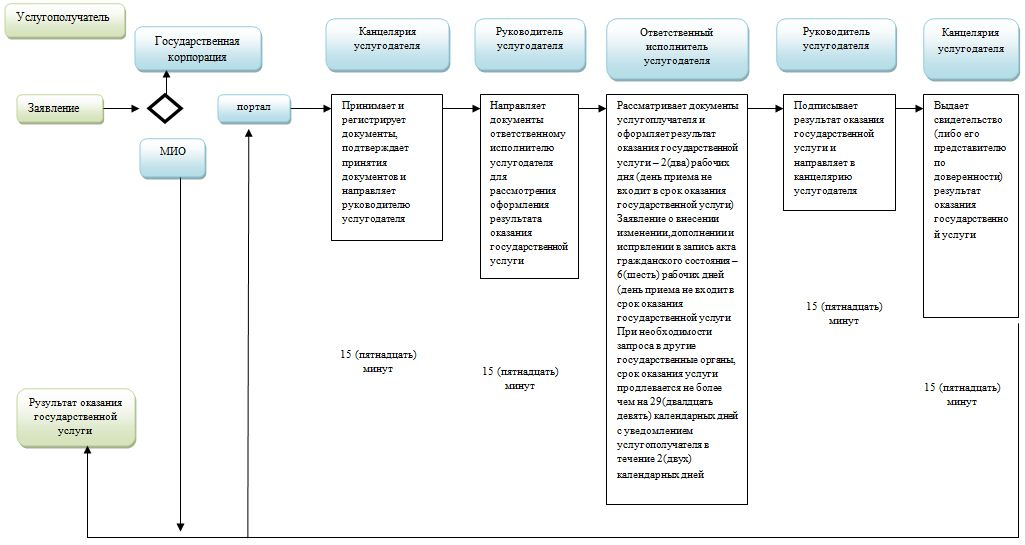 Услугополучатель
Государственная
корпорация
Канцелярия
услугодателя
Руководитель
услугодателя
Ответственный
исполнитель
услугодателя
Руководитель
услугодателя
Канцелярия
услугодателя
Заявление
МИО
портал
Принимает и
регистрирует
документы,
подтверждает
принятия
документов и
направляет
руководителю
услугодателя
Направляет
документы
ответственному
исполнителю
услугодателя
для
рассмотрения
оформления
результата
оказания
государственной
услуги
Рассматривает документы
услугоплучателя и
оформляет результат
оказания государственной
услуги – 2(два) рабочих
дня (день приема не
входит в срок оказания
государственной услуги)
Заявление о внесении
изменении, дополнении и
испрвлении в запись акта
гражданского состояния –
6(шесть) рабочих дней
(день приема не входит в
срок оказания
государственной услуги
При необходимости
запроса в другие
государственные органы,
срок оказания услуги
продлевается не более
чем на 29(двалдцать
девять) календарных дней
с уведомлением
услугополучателя в
течение 2(двух)
календарных дней
Подписывает
результат оказания
государственной
услуги и
направляет в
канцелярию
услугодателя
Выдает
свидетельство
(либо его
представителю
по
доверенности)
результат
оказания
государственно
й услуги
15 (пятнадцать)
минут
15 (пятнадцать)
минут
15 (пятнадцать)
минут
15 (пятнадцать)
минут
Рузультат оказания
государственной
услуги